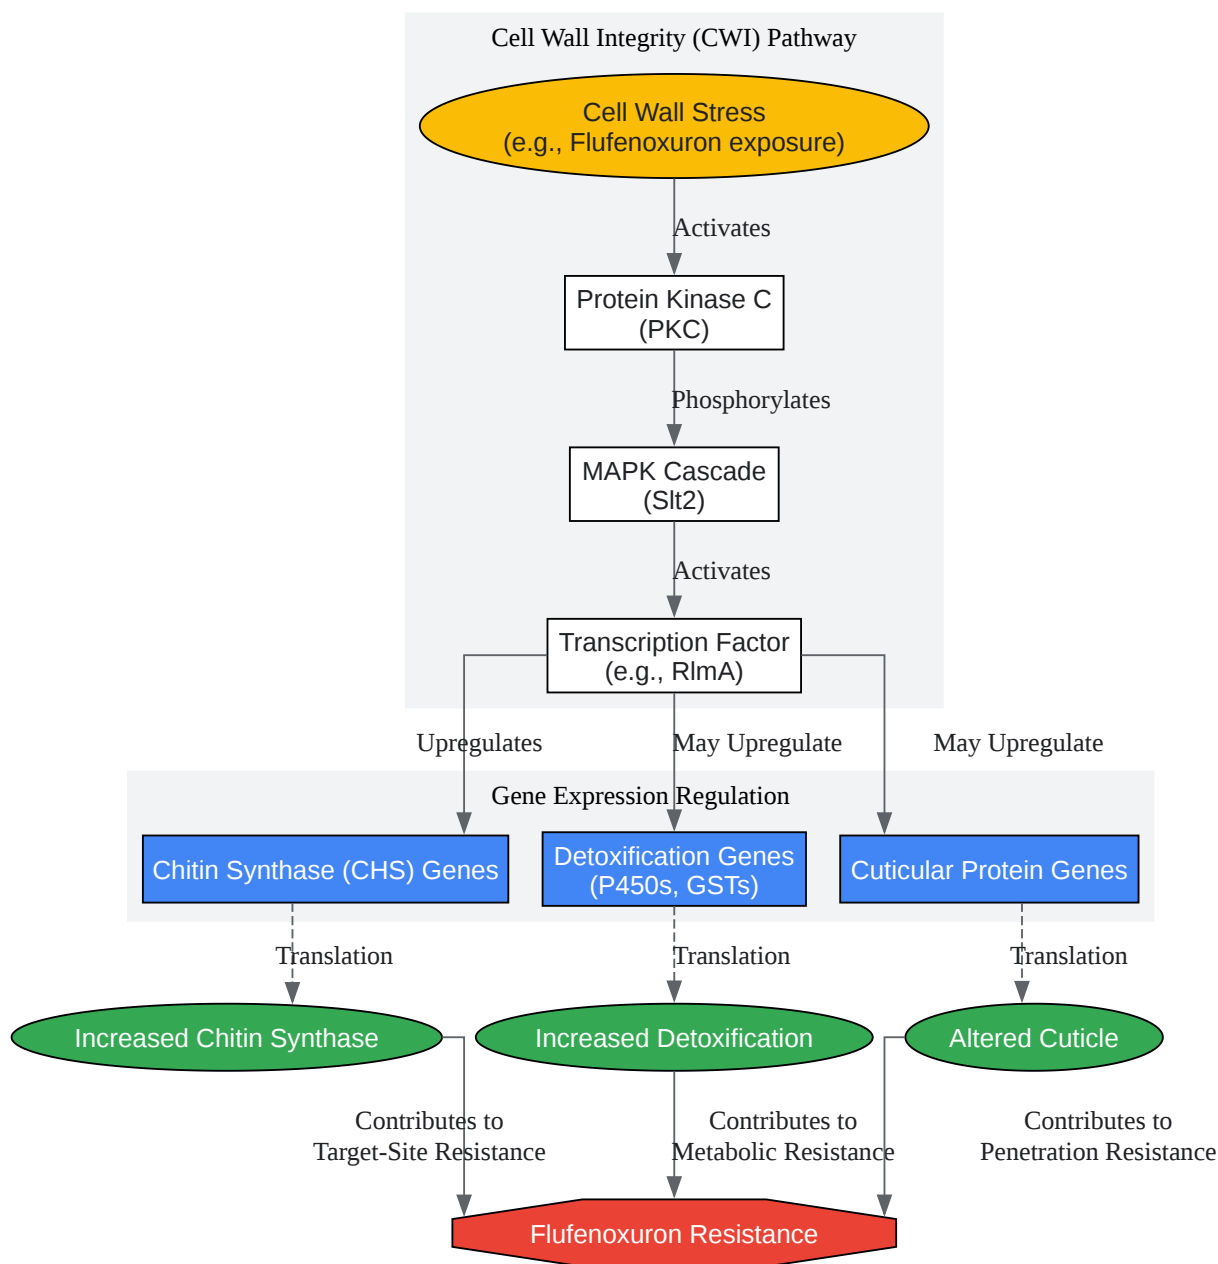 Cell Wall Integrity (CWI) Pathway
Cell Wall Stress
(e.g., Flufenoxuron exposure)
Activates
Protein Kinase C
(PKC)
Phosphorylates
MAPK Cascade
(Slt2)
Activates
Transcription Factor
(e.g., RlmA)
Upregulates
May Upregulate
May Upregulate
Gene Expression Regulation
Chitin Synthase (CHS) Genes
Detoxification Genes
(P450s, GSTs)
Cuticular Protein Genes
Translation
Translation
Translation
Increased Chitin Synthase
Increased Detoxification
Altered Cuticle
Contributes to
Target-Site Resistance
Contributes to
Metabolic Resistance
Contributes to
Penetration Resistance
Flufenoxuron Resistance